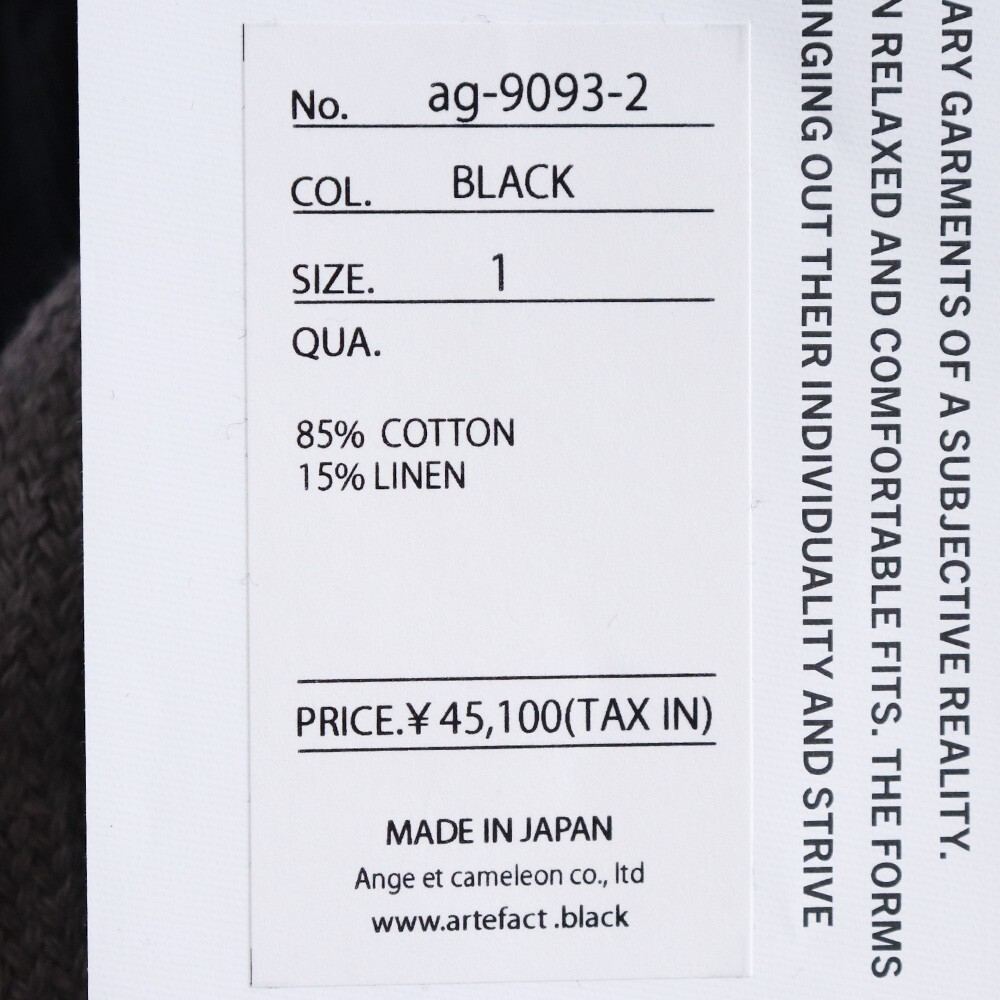 No. ag-9093-2
COL. BLACK
SIZE. 1
QUA.
85% COTTON
15% LINEN
PRICE.¥ 45,100(TAX IN)
MADE IN JAPAN
Ange et cameleon co., ltd
www.artefact .black
GARMENTS OF A SUBJECTIVE REALITY.
RELAXED AND COMFORTABLE FITS. THE FORMS
OUT THEIR INDIVIDUALITY AND STRIVE